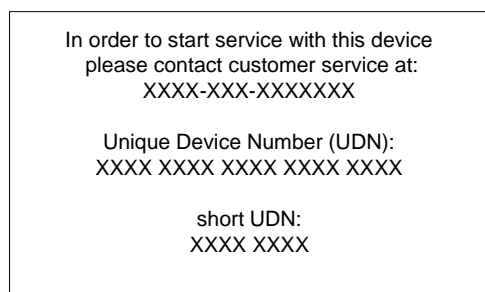 In order to start service with this device
please contact customer service at:
XXXX-XXX-XXXXXXX
Unique Device Number (UDN):
XXXX XXXX XXXX XXXX XXXX
short UDN:
XXXX XXXX